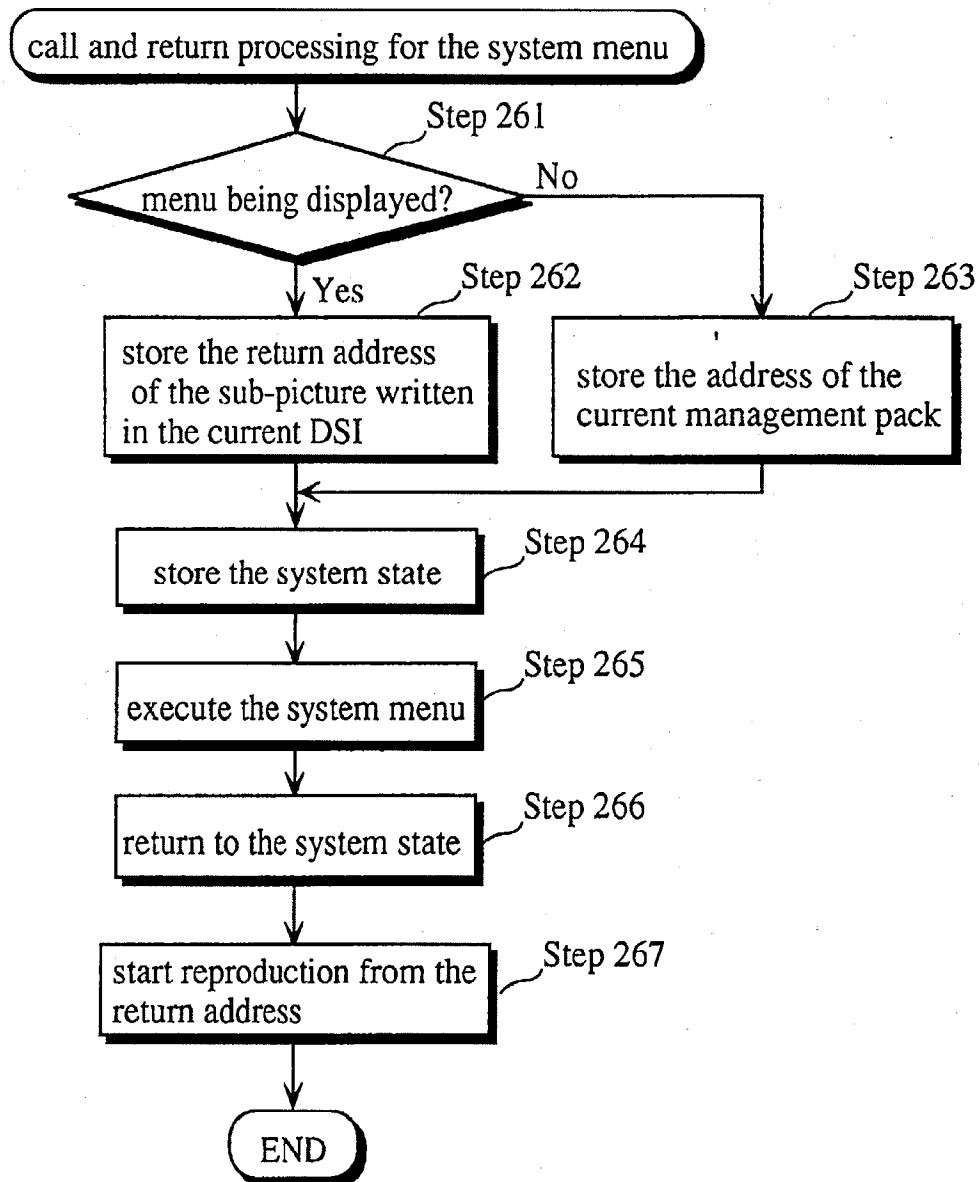 call and return processing for the system menu
Step 261
menu being displayed?
No
Yes
Step 262
Step 263
store the return address
of the sub-picture written
in the current DSI
store the address of the
current management pack
Step 264
store the system state
Step 265
execute the system menu
Step 266
return to the system state
Step 267
start reproduction from the
return address
END